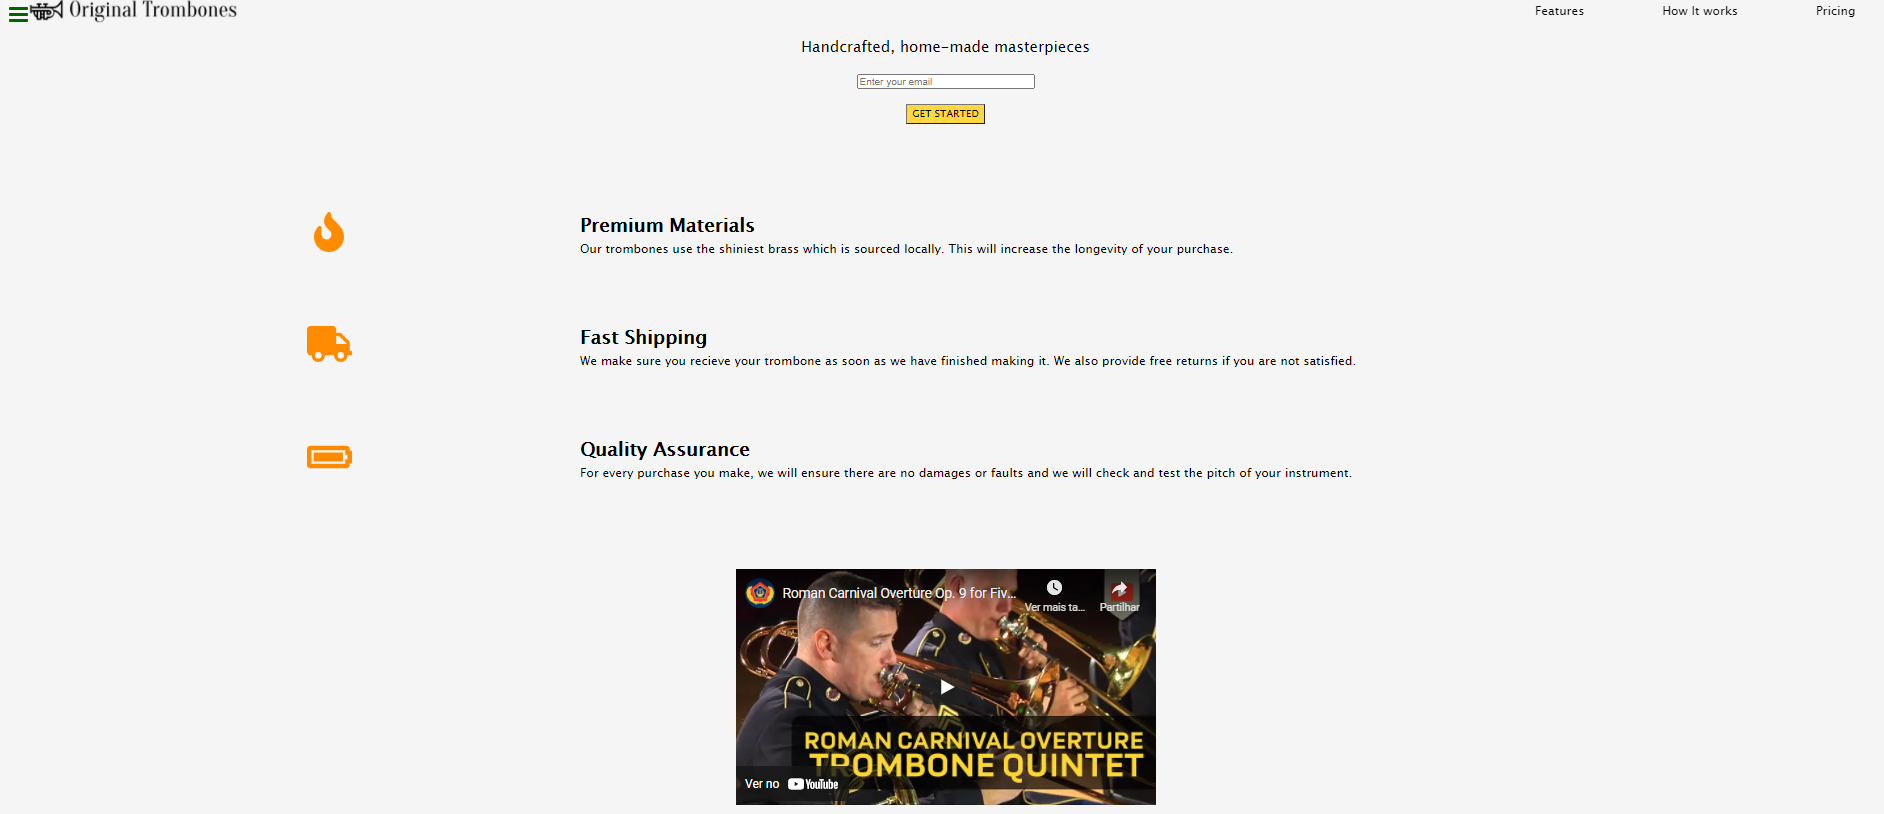 Original Trombones
Features
How It works
Pricing
Handcrafted, home-made masterpieces
Enter your email
GET STARTED
Premium Materials
Our trombones use the shiniest brass which is sourced locally. This will increase the longevity of your purchase.
Fast Shipping
We make sure you recieve your trombone as soon as we have finished making it. We also provide free returns if you are not satisfied.
Quality Assurance
For every purchase you make, we will ensure there are no damages or faults and we will check and test the pitch of your instrument.
Roman Carnival Overture Op. 9 for Fiv...
Ver mais ta...
Partilhar
ROMAN CARNIVAL OVERTURE
TROMBONE QUINTET
Ver no YouTube